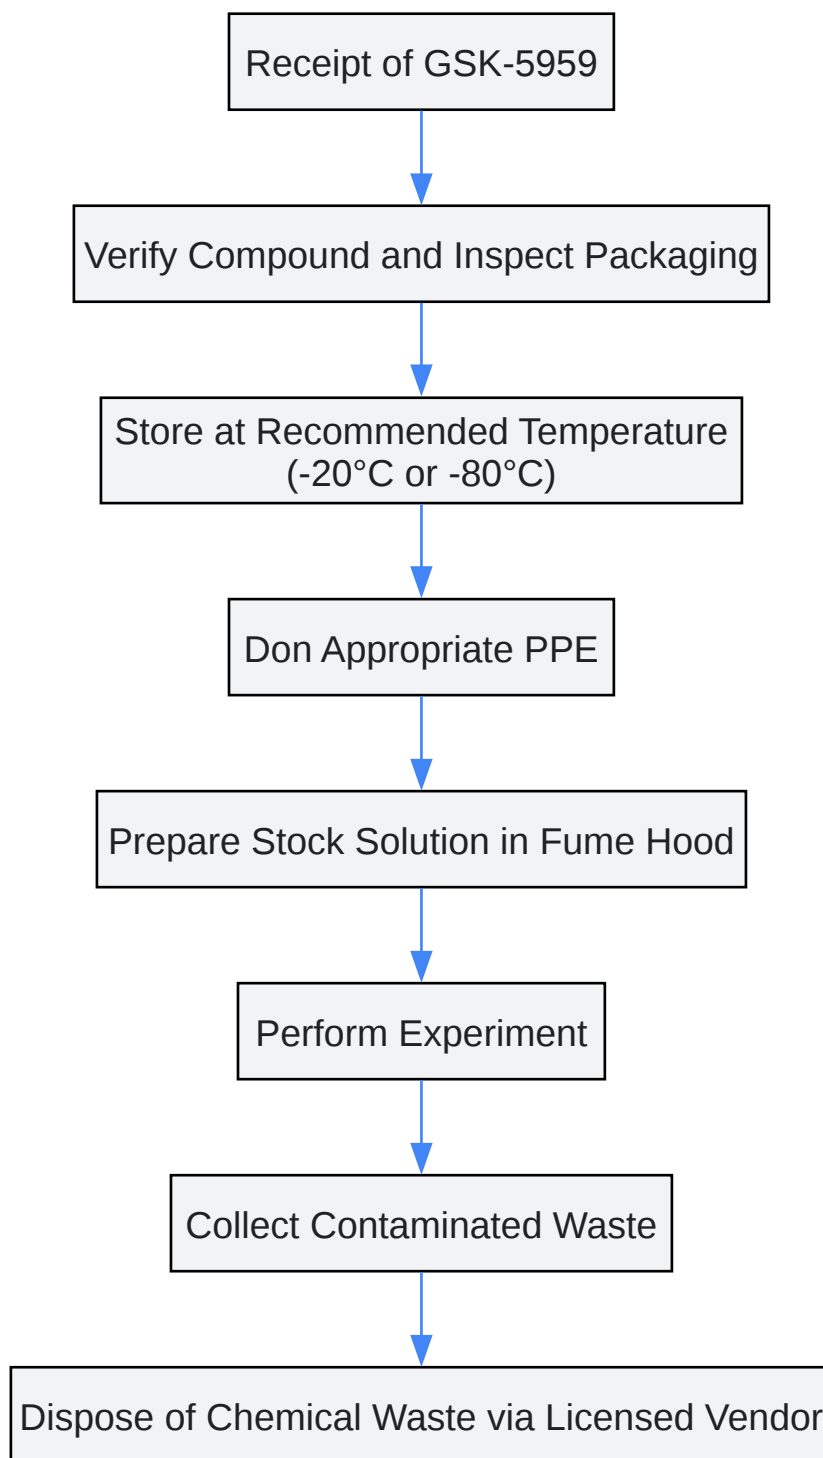 Receipt of GSK-5959
Verify Compound and Inspect Packaging
Store at Recommended Temperature
(-20°C or -80°C)
Don Appropriate PPE
Prepare Stock Solution in Fume Hood
Perform Experiment
Collect Contaminated Waste
Dispose of Chemical Waste via Licensed Vendor